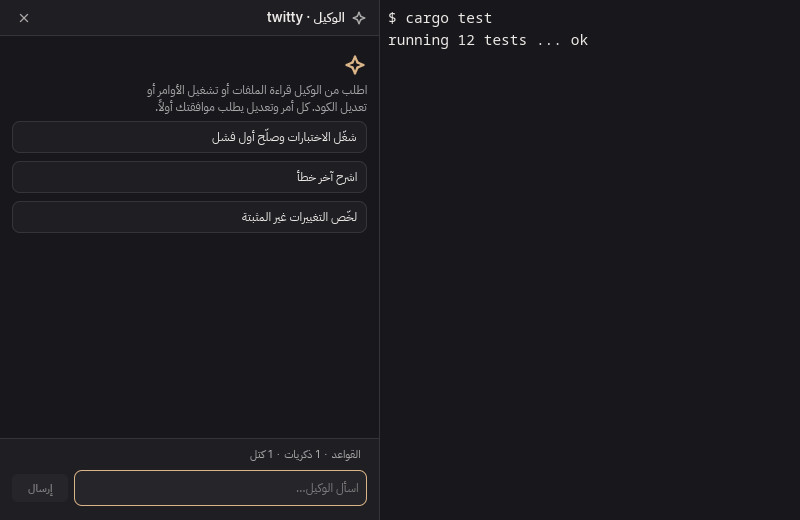 الوكيل · twitty
اطلب من الوكيل قراءة الملفات أو تشغيل الأوامر أو
تعديل الكود. كل أمر وتعديل يطلب موافقتك أولاً.
شغّل الاختبارات وصلّح أول فشل
اشرح آخر خطأ
لخّص التغييرات غير المثبتة
القواعد · 1 ذكريات · 1 كتل
اسأل الوكيل...
إرسال
$ cargo test
running 12 tests ... ok